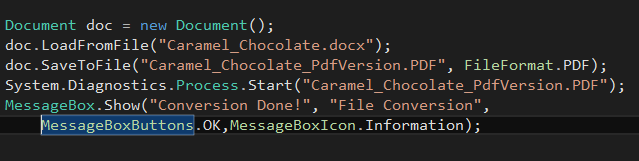 Document doc = new Document();
doc.LoadFromFile("Caramel_Chocolate.docx");
doc.SaveToFile("Caramel_Chocolate_PdfVersion.PDF", FileFormat.PDF);
System.Diagnostics.Process.Start("Caramel_Chocolate_PdfVersion.PDF");
MessageBox.Show("Conversion Done!", "File Conversion",
MessageBoxButtons.OK,MessageBoxIcon.Information);